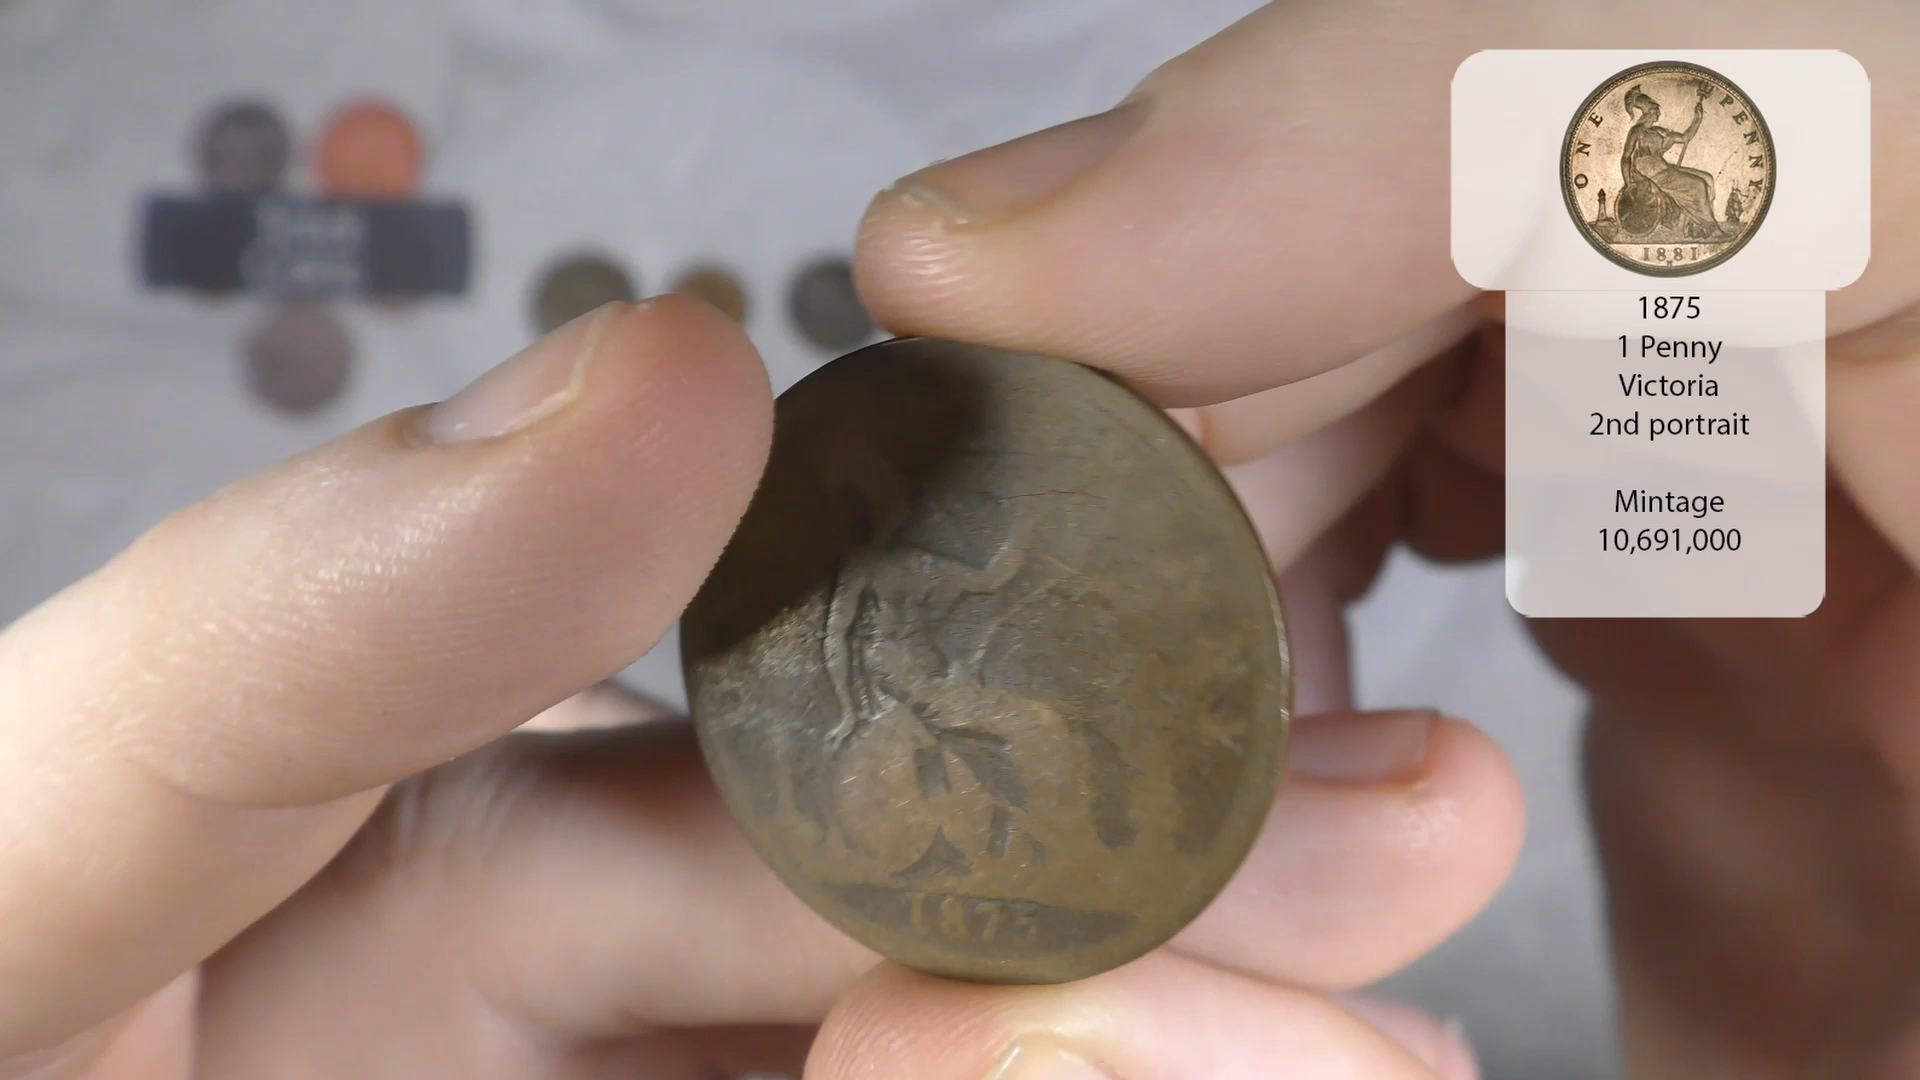 ONE PENNY
1881
H
1875
1 Penny
Victoria
2nd portrait
Mintage
10,691,000
1875